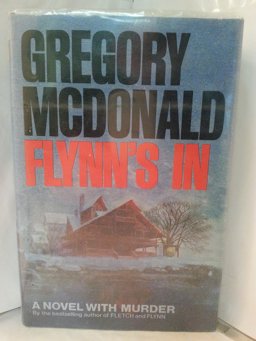 GREGORY
MCDONALD
FLYNN'S IN
A NOVEL WITH MURDER
By the bestselling author of FLETCH and FLYNN